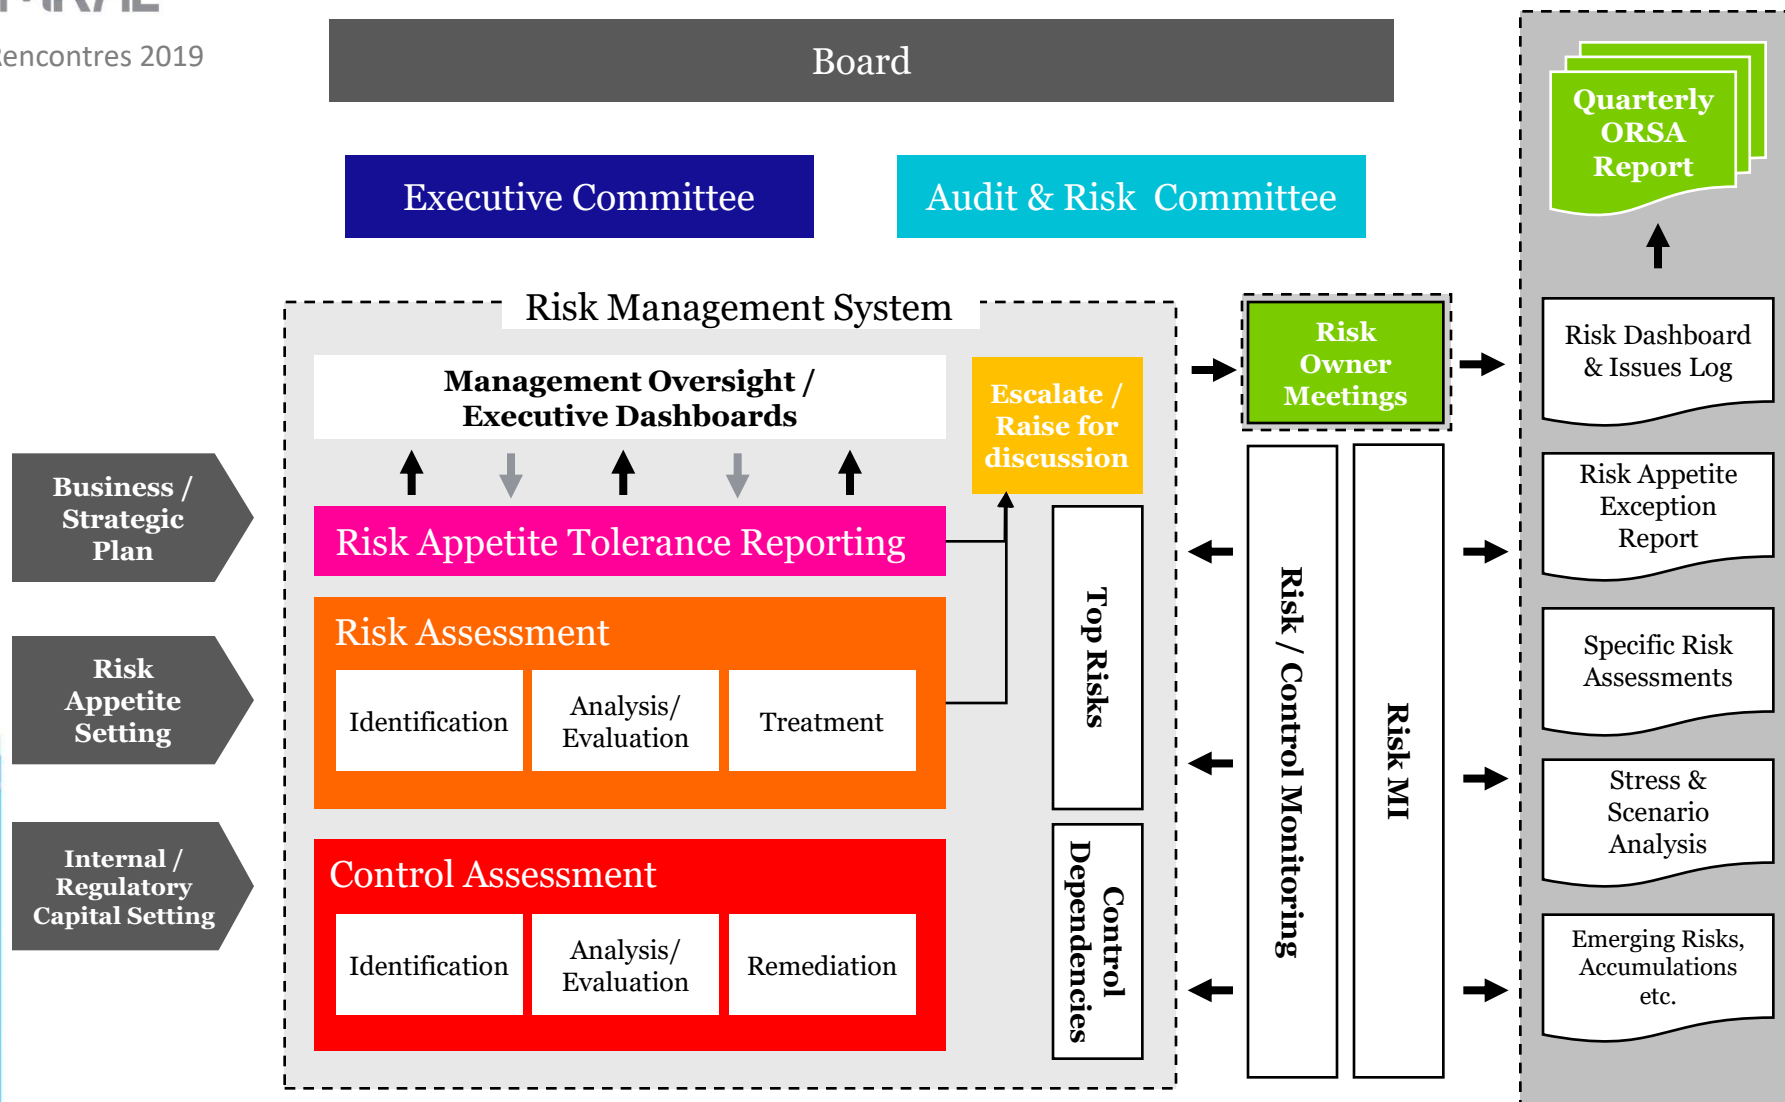 2019
Board
Quarterly
ORSA
Report
Executive Committee
Audit & Risk Committee
Risk Management System
Management Oversight /
Executive Dashboards
Escalate /
Raise for
discussion
Risk
Owner
Meetings
Risk Dashboard
& Issues Log
Business /
Strategic
Plan
Risk Appetite Tolerance Reporting
Risk Appetite
Exception
Report
Risk
Appetite
Setting
Risk Assessment
Identification
Analysis/
Evaluation
Treatment
Top Risks
Risk / Control Monitoring
Risk MI
Specific Risk
Assessments
Internal /
Regulatory
Capital Setting
Control Assessment
Identification
Analysis/
Evaluation
Remediation
Control
Dependencies
Stress &
Scenario
Analysis
Emerging Risks,
Accumulations
etc.